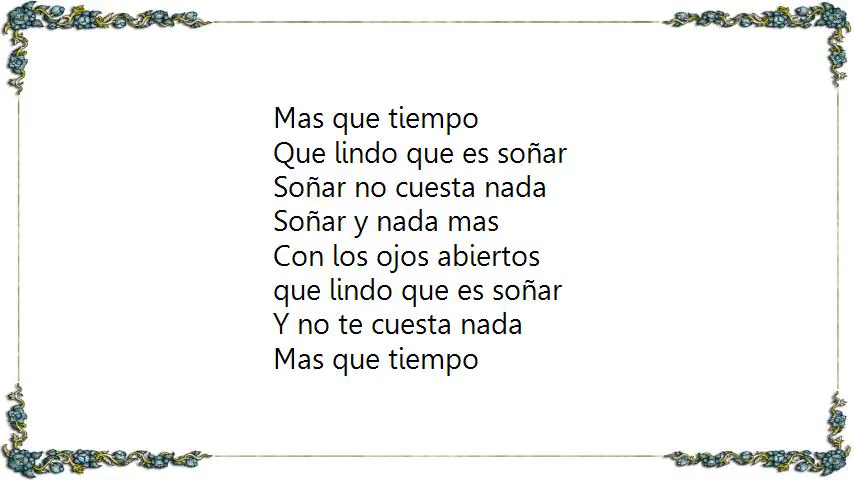 Mas que tiempo
Que lindo que es soñar
Soñar no cuesta nada
Soñar y nada mas
Con los ojos abiertos
que lindo que es soñar
Y no te cuesta nada
Mas que tiempo